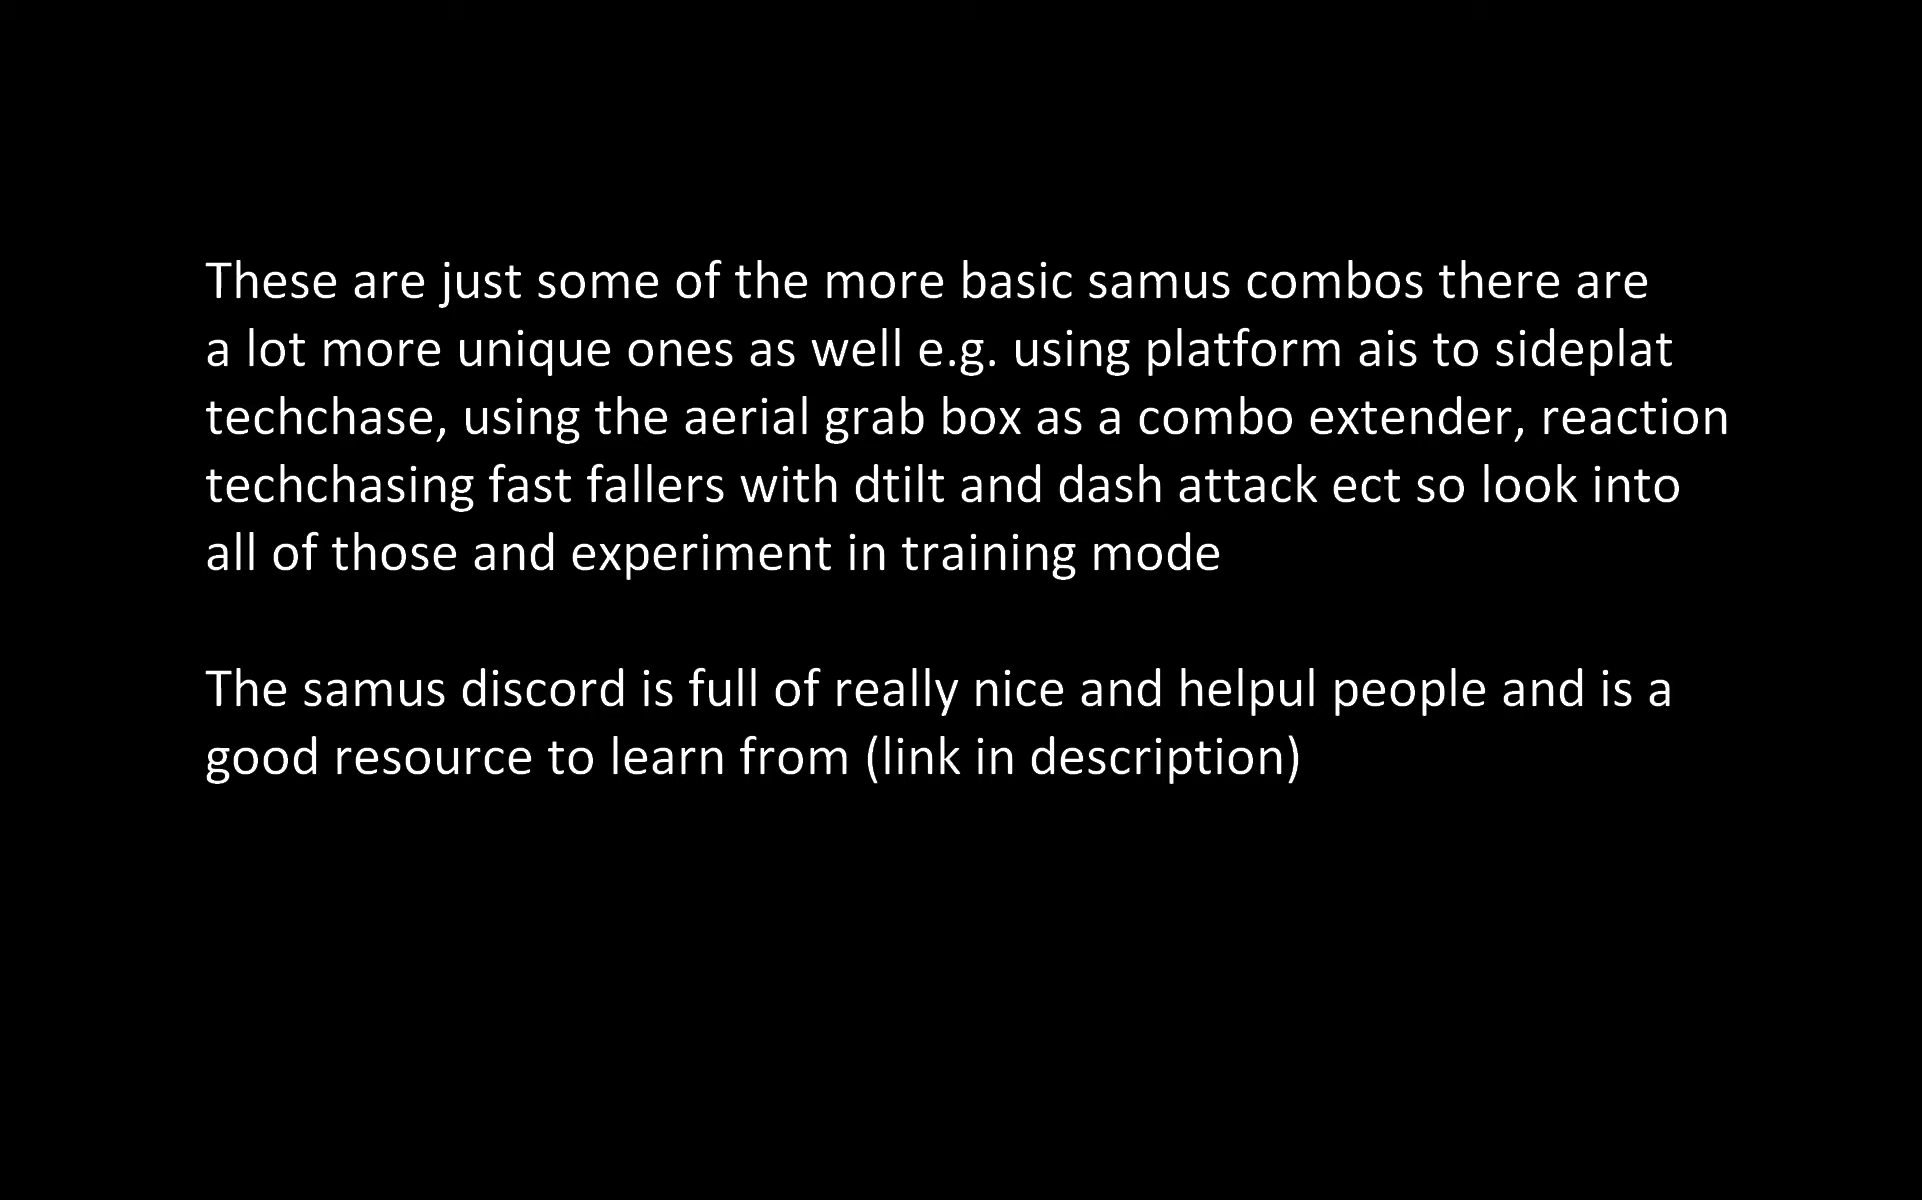 These are just some of the more basic samus combos there are
a lot more unique ones as well e.g. using platform ais to sideplat
techchase, using the aerial grab box as a combo extender, reaction
techchasing fast fallers with dtilt and dash attack ect so look into
all of those and experiment in training mode
The samus discord is full of really nice and helpul people and is a
good resource to learn from (link in description)